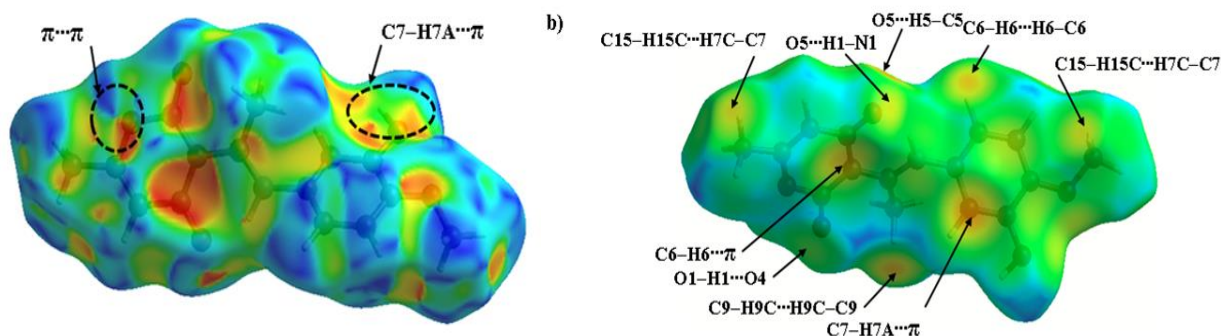 π···π
C7–H7A···π
b)
C15–H15C···H7C–C7
O5···H1–N1
O5···H5–C5
C6–H6···H6–C6
C15–H15C···H7C–C7
C6–H6···π
O1–H1···O4
C9–H9C···H9C–C9
C7–H7A···π